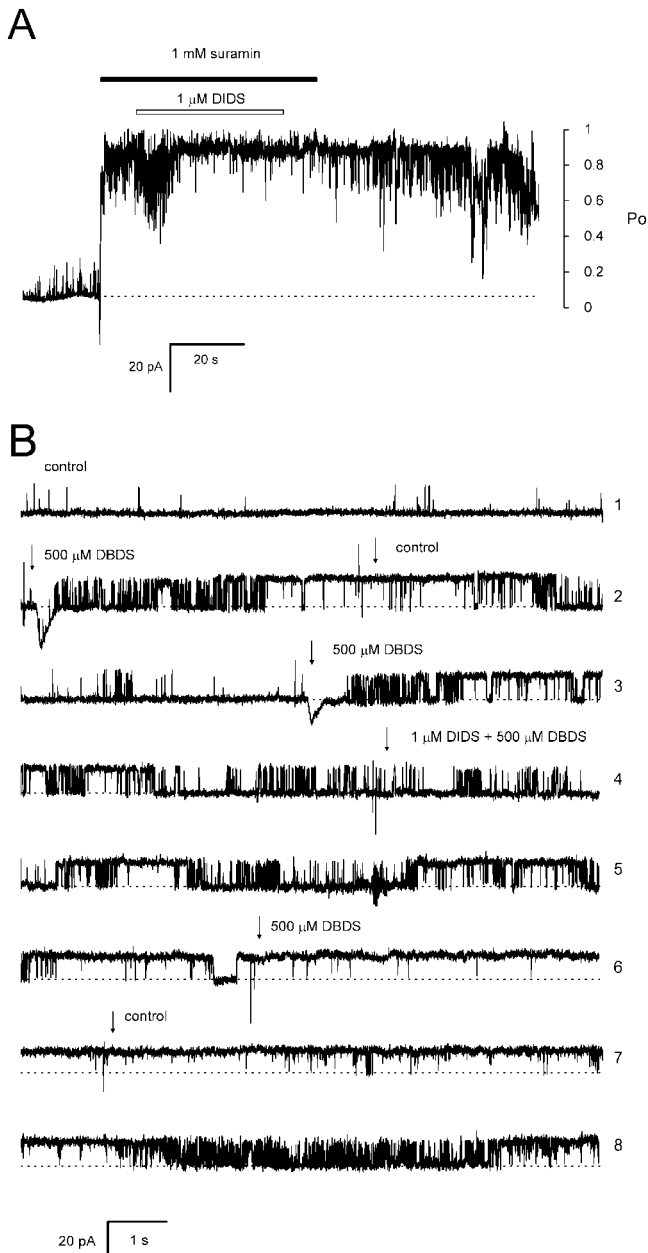 A
1 mM suramin
1 μM DIDS
1
0.8
0.6
0.4
0.2
0
Po
20 pA
20 s
B
control
1
500 μM DBDS
control
2
500 μM DBDS
3
1 μM DIDS + 500 μM DBDS
4
5
500 μM DBDS
6
control
7
8
20 pA
1 s